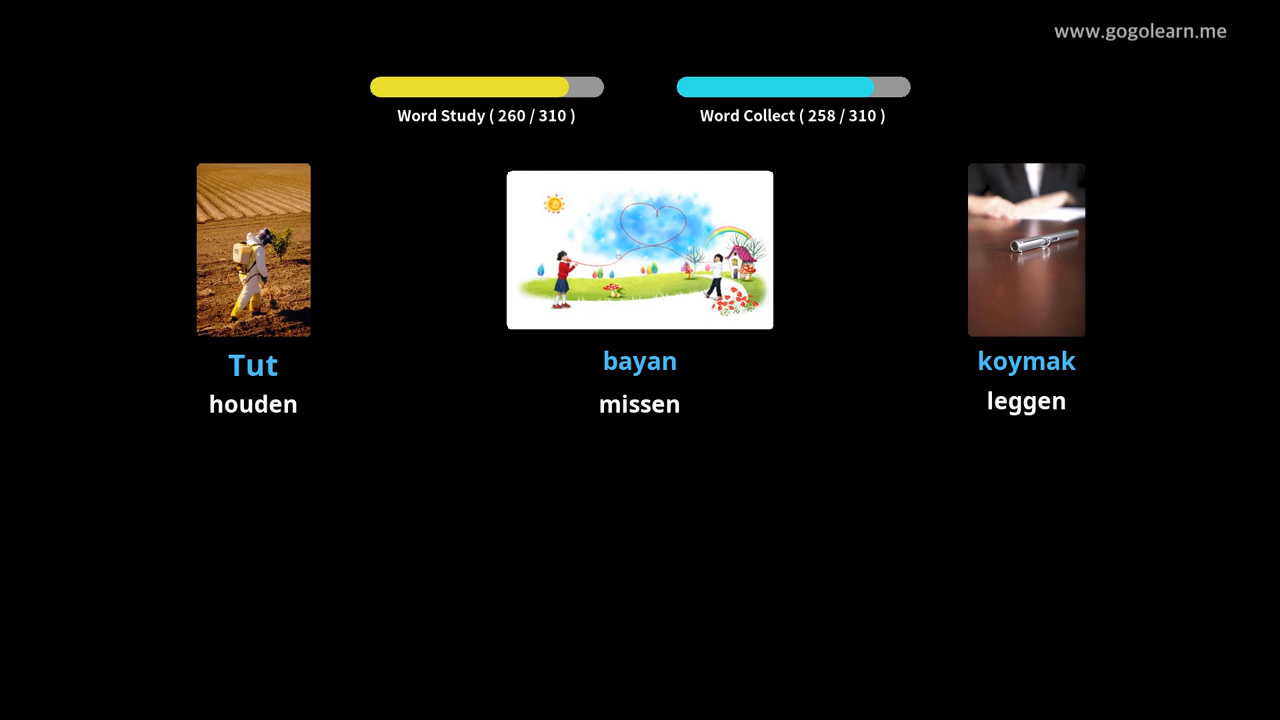 www.gogolearn.me
Word Study ( 260 / 310 )
Word Collect ( 258 / 310 )
Tut
houden
bayan
missen
koymak
leggen